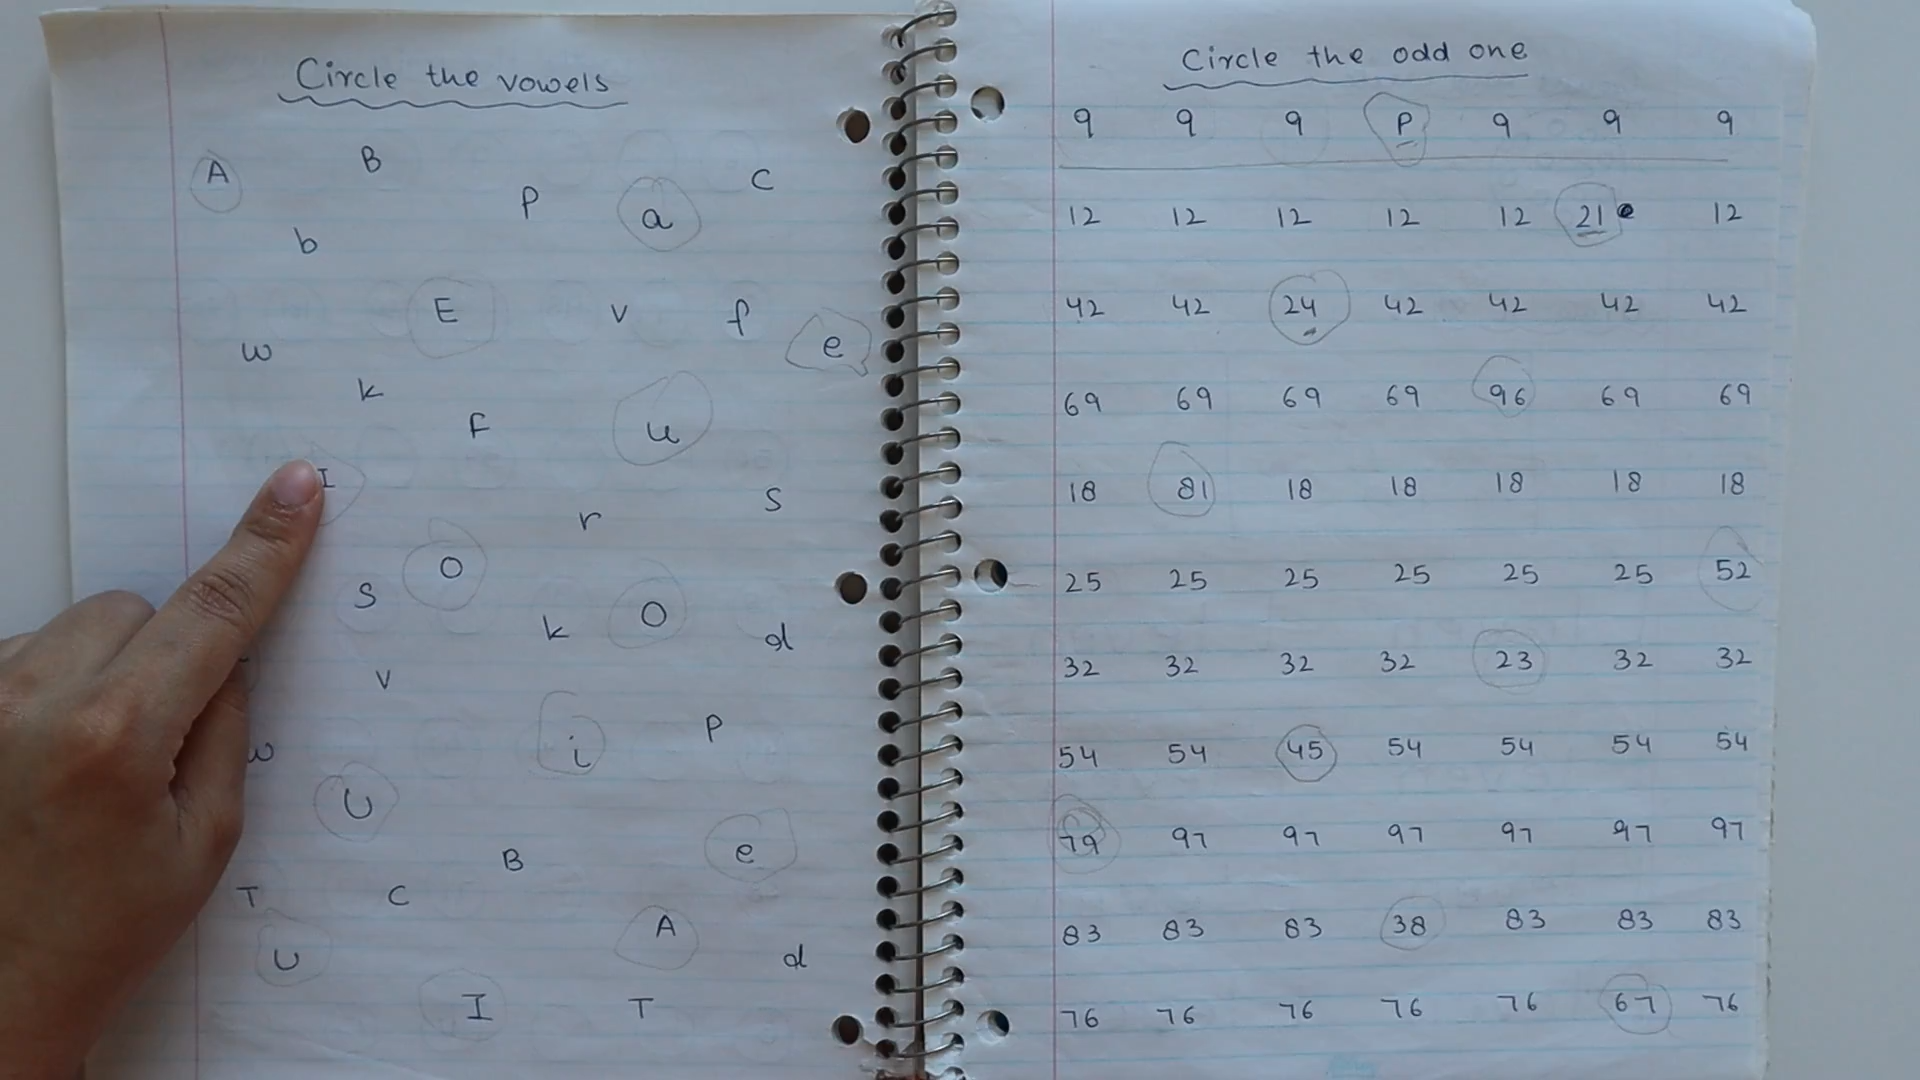 Circle the vowels
A B P a C
b
E v f e
w
k F u
I r S
S O k O d
v
i P
w
U B e
T C A
U d
I T
Circle the odd one
9 9 9 P 9 9 9
12 12 12 12 12 21 12
42 42 24 42 42 42 42
69 69 69 69 96 69 69
18 81 18 18 18 18 18
25 25 25 25 25 25 52
32 32 32 32 23 32 32
54 54 45 54 54 54 54
79 97 97 97 97 97 97
83 83 83 38 83 83 83
76 76 76 76 76 67 76